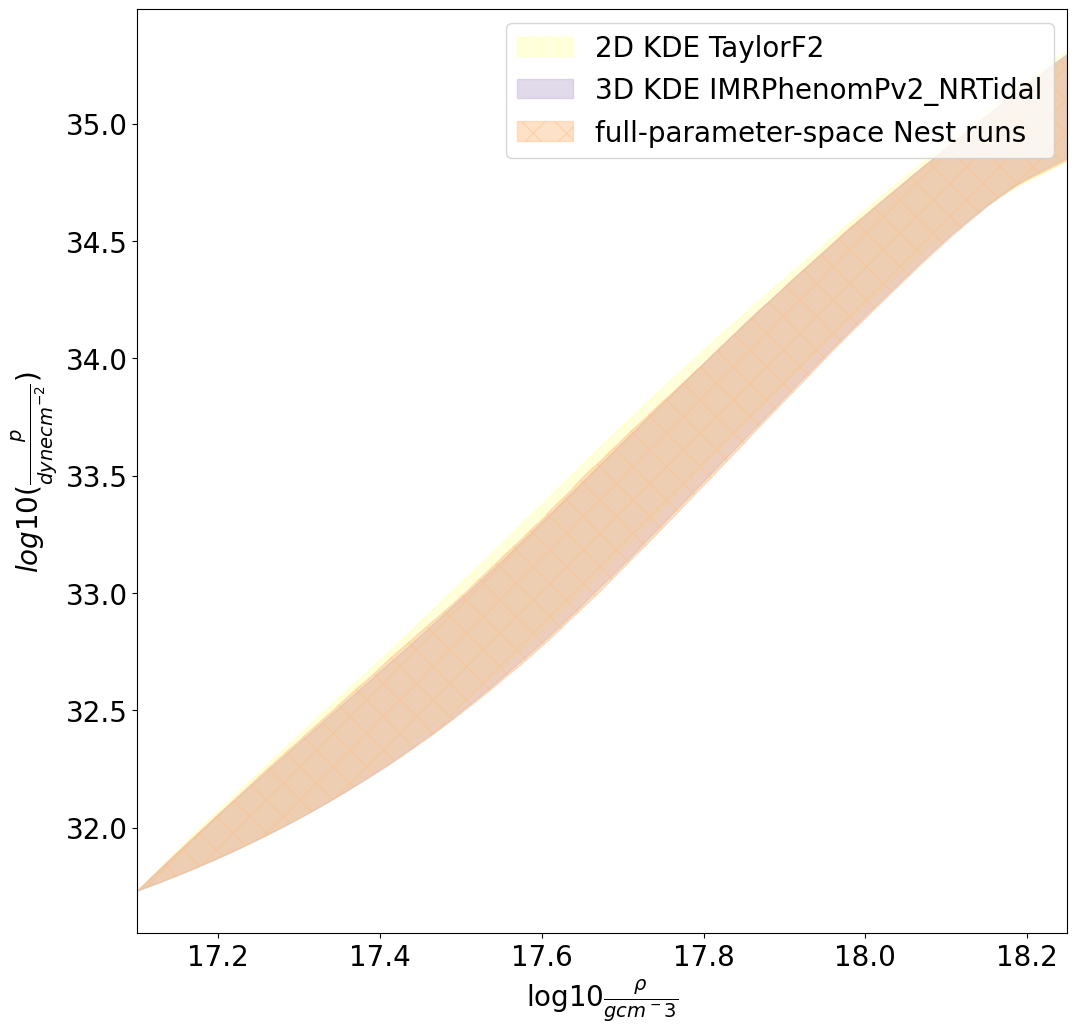 2D KDE TaylorF2
3D KDE IMRPhenomPv2_NRTidal
full-parameter-space Nest runs
35.0
34.5
34.0
33.5
33.0
32.5
32.0
log10(p/dynecm⁻²)
17.2 17.4 17.6 17.8 18.0 18.2
log10 ρ/gcm⁻3